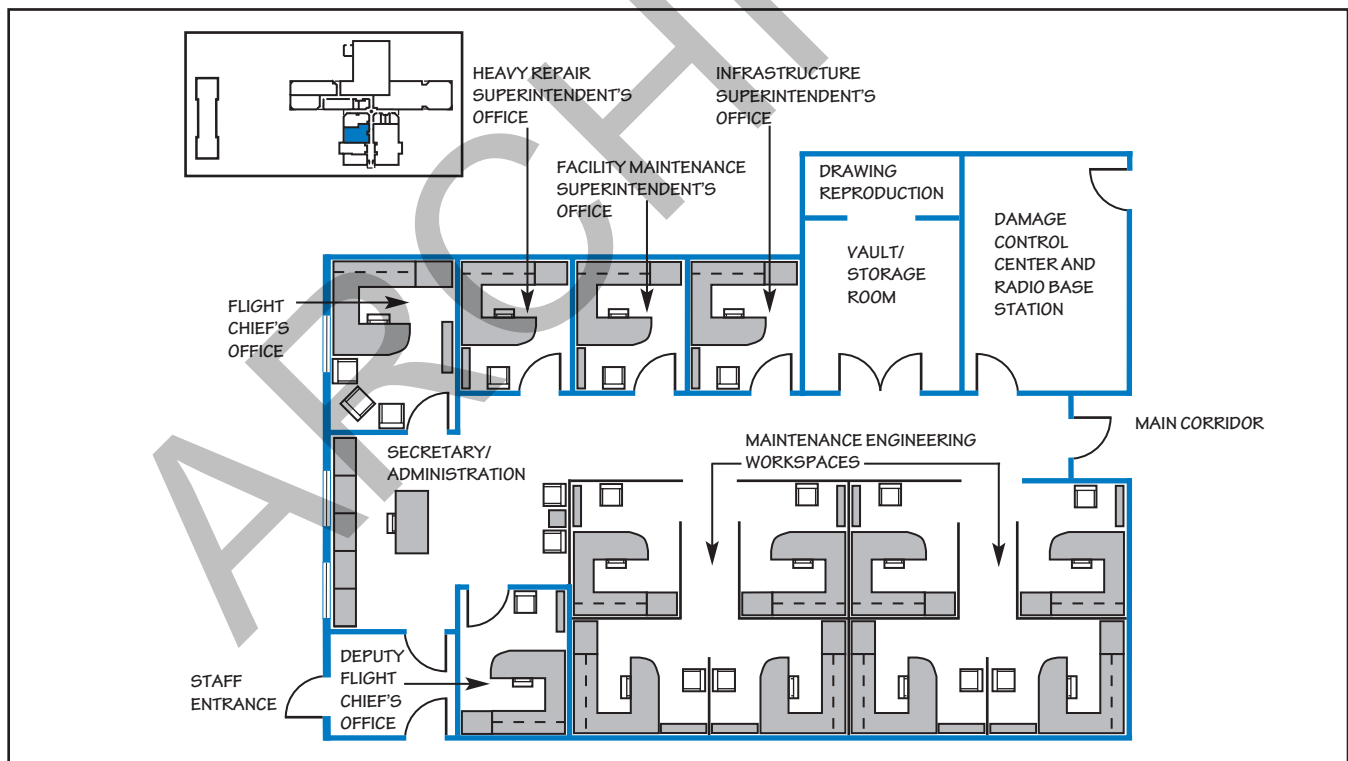 HEAVY REPAIR
SUPERINTENDENT'S
OFFICE
INFRASTRUCTURE
SUPERINTENDENT'S
OFFICE
FACILITY MAINTENANCE
SUPERINTENDENT'S
OFFICE
DRAWING
REPRODUCTION
DAMAGE
CONTROL
CENTER AND
RADIO BASE
STATION
VAULT/
STORAGE
ROOM
FLIGHT
CHIEF'S
OFFICE
MAIN CORRIDOR
SECRETARY/
ADMINISTRATION
MAINTENANCE ENGINEERING
WORKSPACES
DEPUTY
FLIGHT
CHIEF'S
OFFICE
STAFF
ENTRANCE